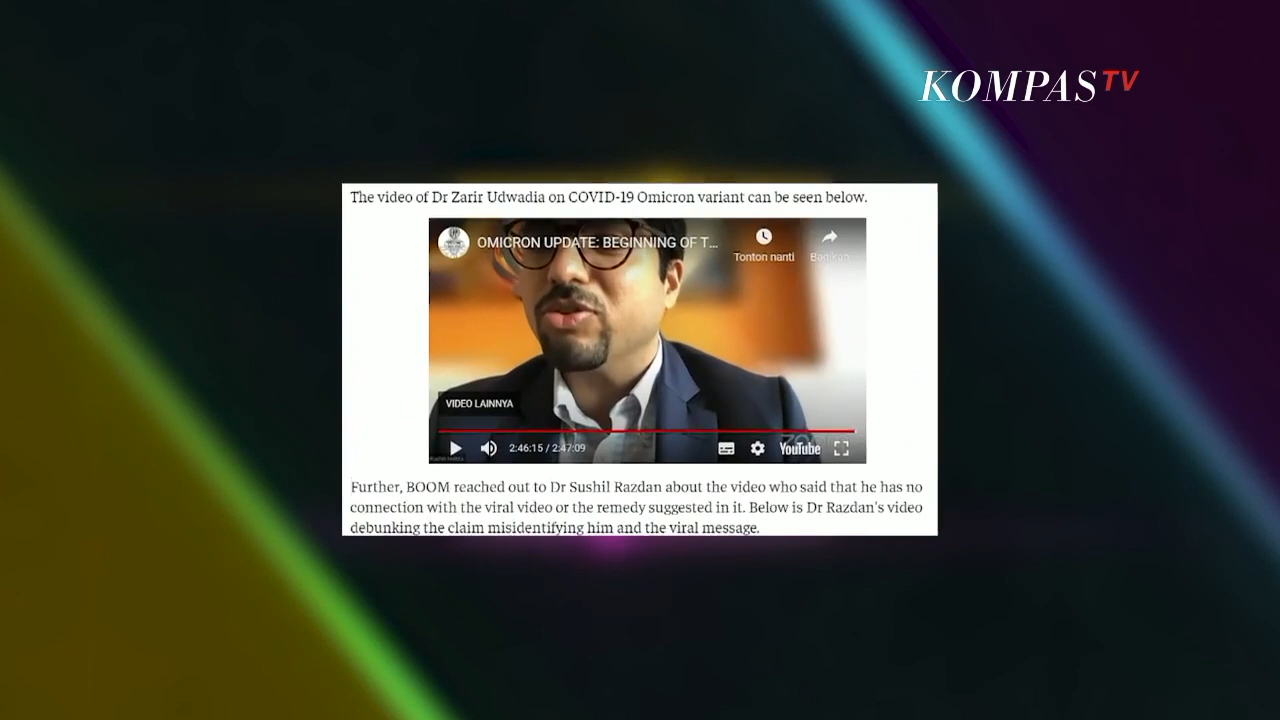 KOMPAS TV
The video of Dr Zarir Udwadia on COVID-19 Omicron variant can be seen below.
OMICRON UPDATE: BEGINNING OF T...
Tonton nanti
Bagikan
VIDEO LAINNYA
2:46:15 / 2:47:09
YouTube
Further, BOOM reached out to Dr Sushil Razdan about the video who said that he has no
connection with the viral video or the remedy suggested in it. Below is Dr Razdan's video
debunking the claim misidentifying him and the viral message.